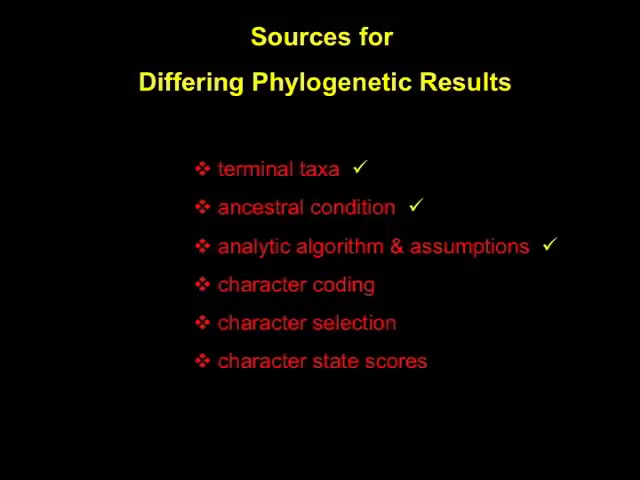 Sources for
Differing Phylogenetic Results
❖ terminal taxa ✓
❖ ancestral condition ✓
❖ analytic algorithm & assumptions ✓
❖ character coding
❖ character selection
❖ character state scores